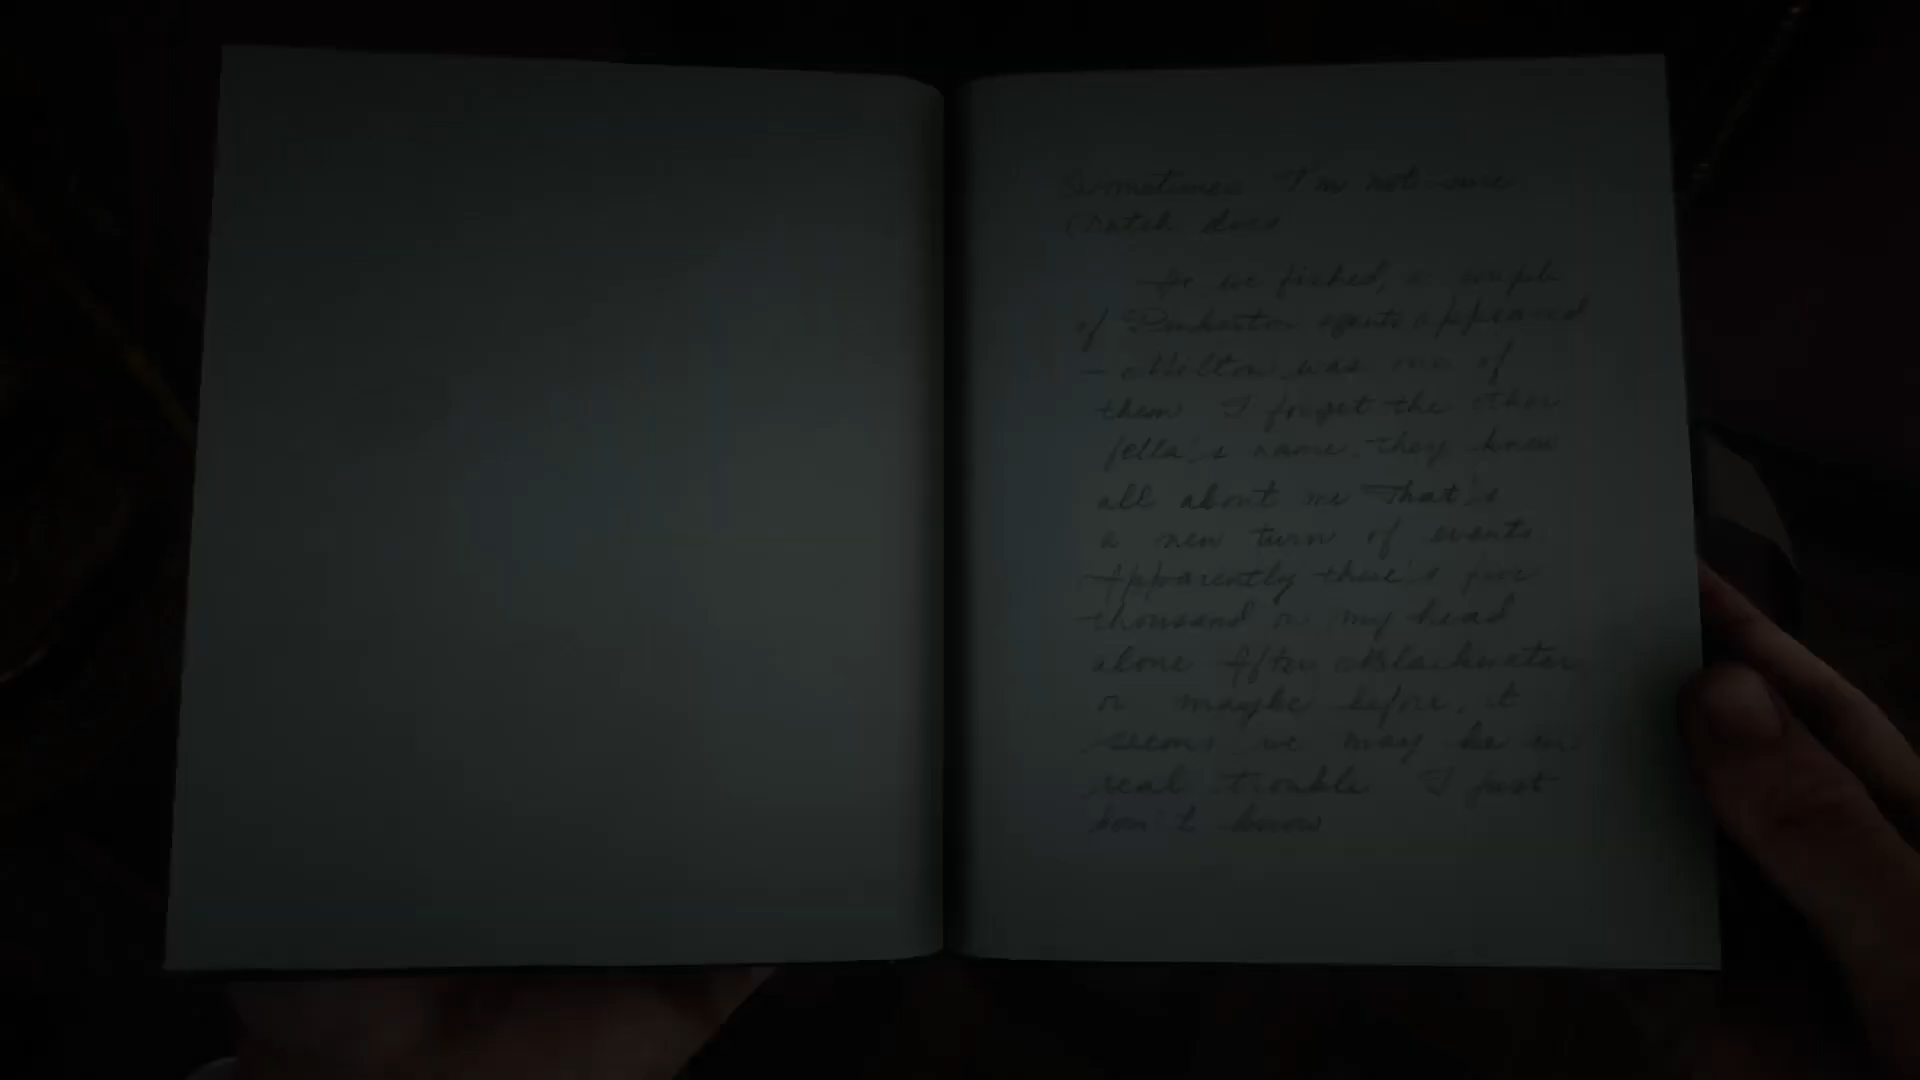 Sometimes I'm not sure
Dutch does
As we fished, a couple
of Pinkerton agents appeared
— Milton was one of
them I forget the other
fella's name. they knew
all about me That's
a new turn of events
Apparently there's five
thousand on my head
alone After Blackwater,
or maybe before, it
seems we may be in
real trouble I just
don't know